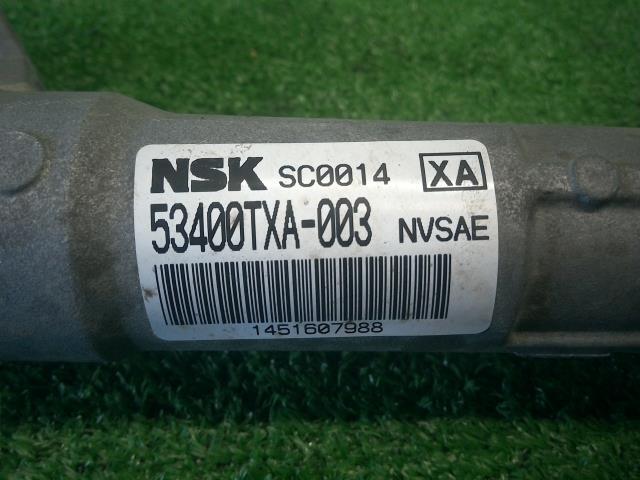 NSK SC0014 XA
53400TXA-003 NVSAE
1451607988